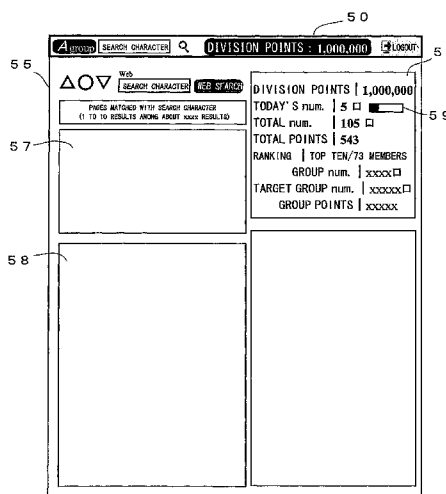 50
A group SEARCH CHARACTER DIVISION POINTS : 1,000,000 LOGOUT
55
Web
SEARCH CHARACTER WEB SEARCH
PAGES MATCHED WITH SEARCH CHARACTER
(1 TO 10 RESULTS AMONG ABOUT xxxx RESULTS)
57
58
5
DIVISION POINTS 1,000,000
TODAY'S num. 5
59
TOTAL num. 105
TOTAL POINTS 543
RANKING TOP TEN/73 MEMBERS
GROUP num. xxxx
TARGET GROUP num. xxxxx
GROUP POINTS xxxxx